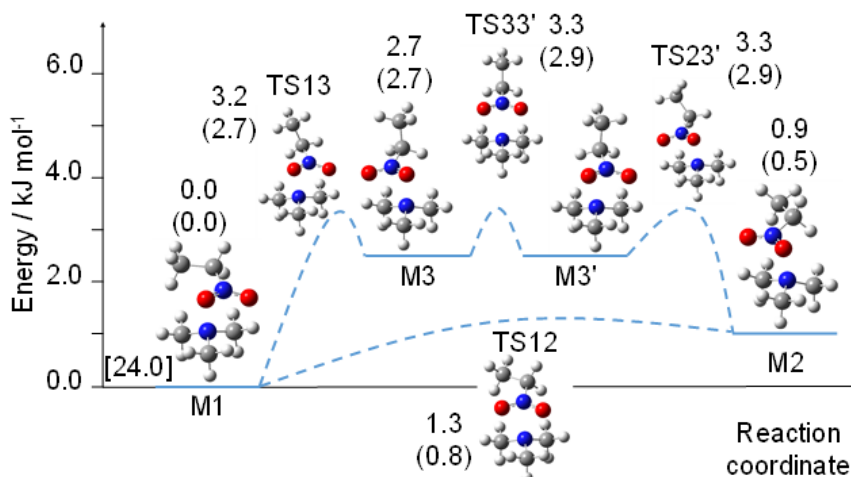 TS33'
3.3
(2.9)
TS23'
3.3
(2.9)
2.7
(2.7)
TS13
3.2
(2.7)
0.9
(0.5)
0.0
(0.0)
6.0
4.0
2.0
0.0
Energy / kJ mol-1
[24.0]
M1
M3
M3'
M2
TS12
1.3
(0.8)
Reaction
coordinate